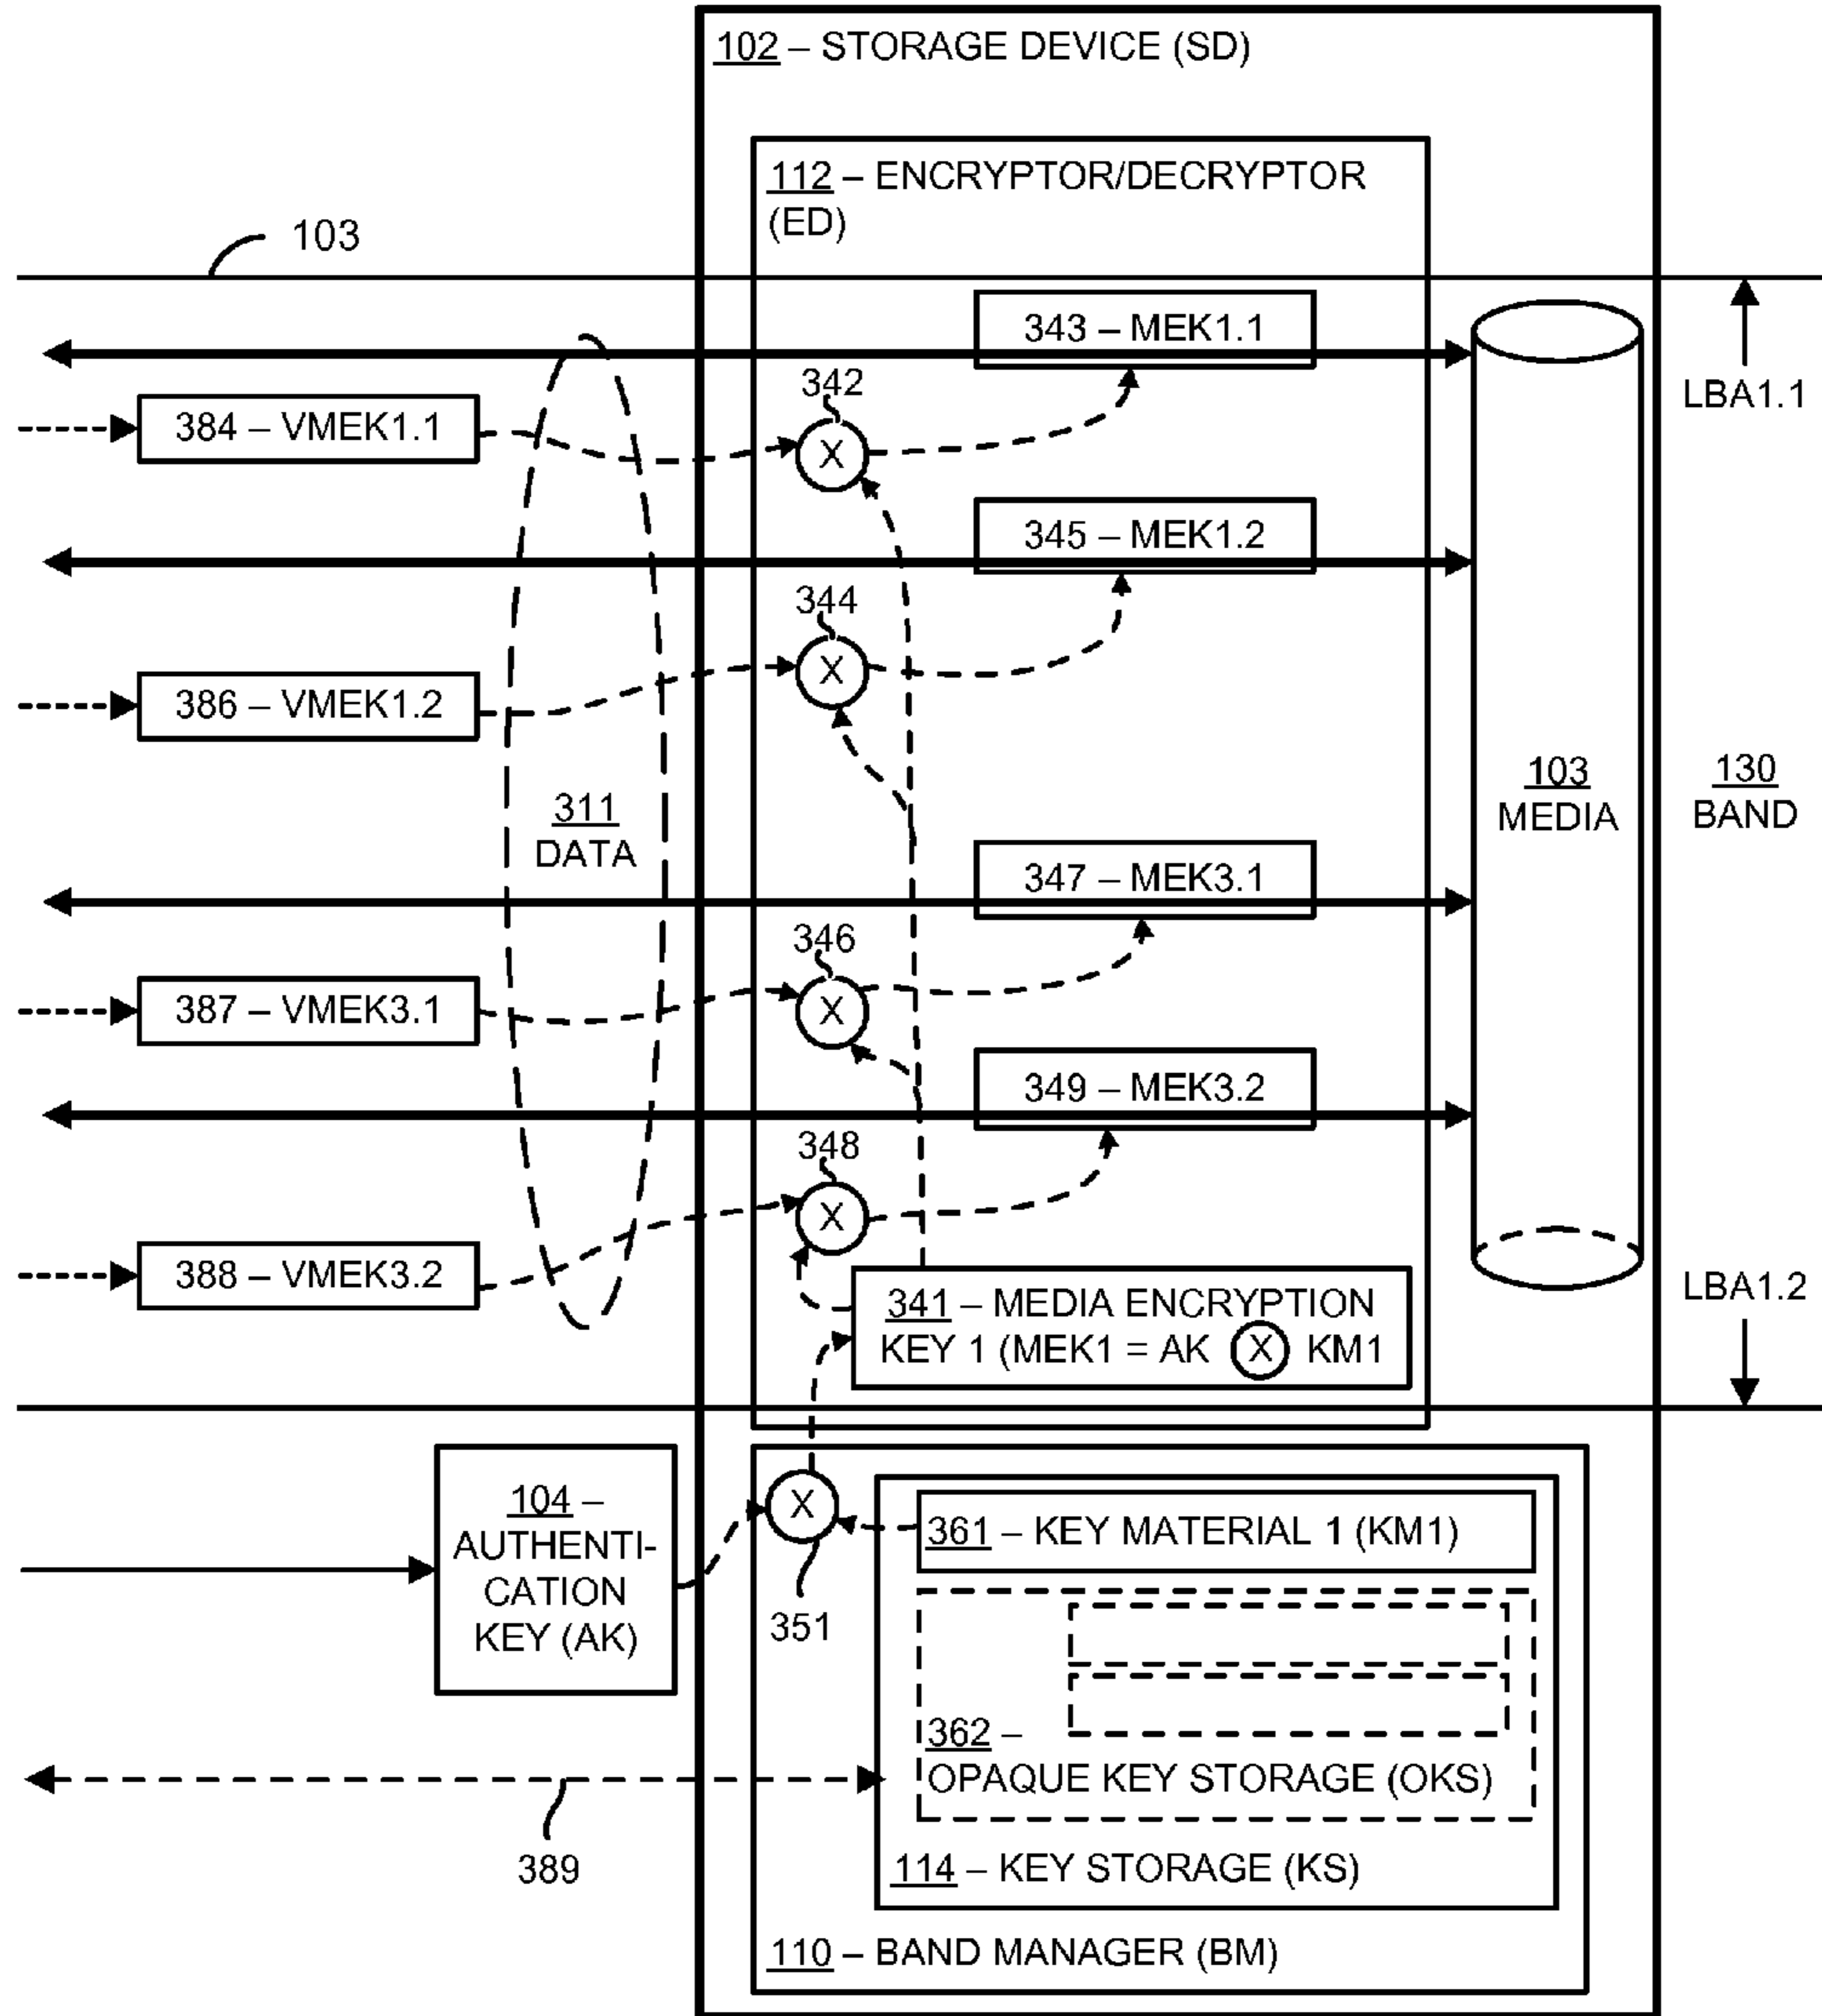 102 – STORAGE DEVICE (SD)
112 – ENCRYPTOR/DECRYPTOR
(ED)
103
343 – MEK1.1
LBA1.1
342
384 – VMEK1.1
X
345 – MEK1.2
344
X
386 – VMEK1.2
311
DATA
103
MEDIA
130
BAND
347 – MEK3.1
346
387 – VMEK3.1
X
349 – MEK3.2
348
X
388 – VMEK3.2
LBA1.2
341 – MEDIA ENCRYPTION
KEY 1 (MEK1 = AK X KM1
104 –
AUTHENTI-
CATION
KEY (AK)
X
351
361 – KEY MATERIAL 1 (KM1)
362 –
OPAQUE KEY STORAGE (OKS)
389
114 – KEY STORAGE (KS)
110 – BAND MANAGER (BM)